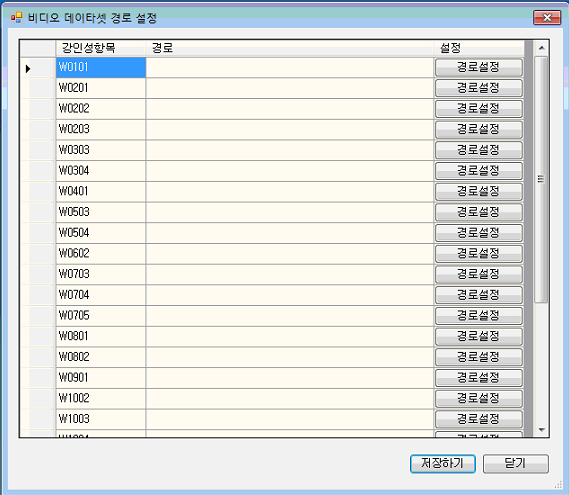 비디오 데이타셋 경로 설정
강인성항목 경로 설정
W0101 경로설정
W0201 경로설정
W0202 경로설정
W0203 경로설정
W0303 경로설정
W0304 경로설정
W0401 경로설정
W0503 경로설정
W0504 경로설정
W0602 경로설정
W0703 경로설정
W0704 경로설정
W0705 경로설정
W0801 경로설정
W0802 경로설정
W0901 경로설정
W1002 경로설정
W1003 경로설정
저장하기 닫기